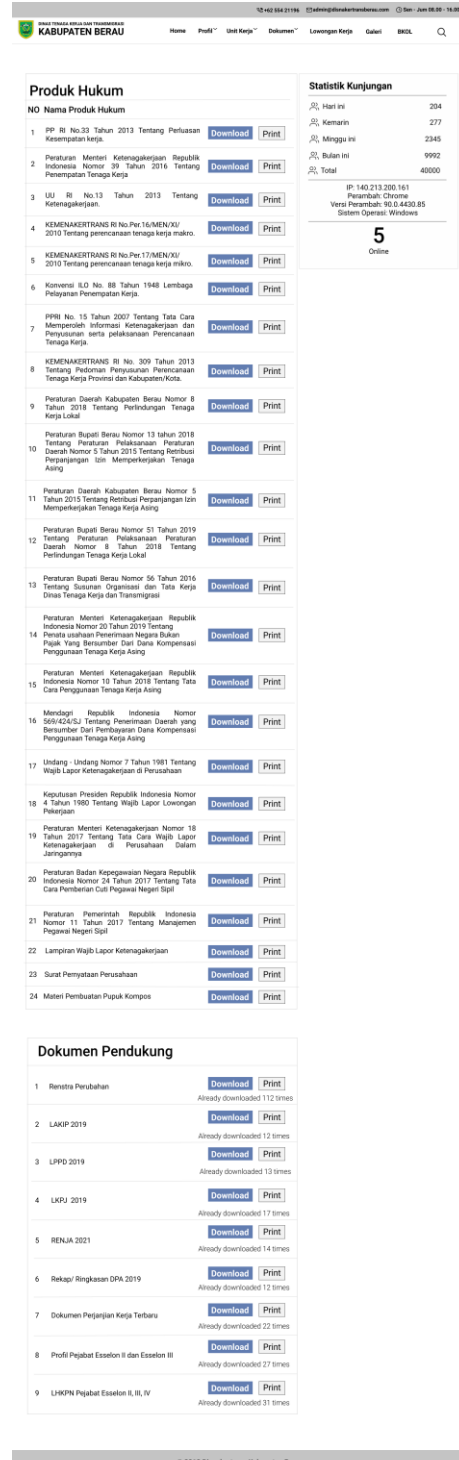 +62 554 21196 admin@disnakertransberau.com Sen - Jum 08.00 - 16.00
DINAS TENAGA KERJA DAN TRANSMIGRASI
KABUPATEN BERAU
Home Profil Unit Kerja Dokumen Lowongan Kerja Galeri BKOL
Produk Hukum
NO Nama Produk Hukum
1 PP RI No.33 Tahun 2013 Tentang Perluasan
Kesempatan kerja.
Download Print
2 Peraturan Menteri Ketenagakerjaan Republik
Indonesia Nomor 39 Tahun 2016 Tentang
Penempatan Tenaga Kerja
Download Print
3 UU RI No.13 Tahun 2013 Tentang
Ketenagakerjaan.
Download Print
4 KEMENAKERTRANS RI No.Per.16/MEN/XI/
2010 Tentang perencanaan tenaga kerja makro.
Download Print
5 KEMENAKERTRANS RI No.Per.17/MEN/XI/
2010 Tentang perencanaan tenaga kerja mikro.
Download Print
6 Konvensi ILO No. 88 Tahun 1948 Lembaga
Pelayanan Penempatan Kerja.
Download Print
7 PPRI No. 15 Tahun 2007 Tentang Tata Cara
Memperoleh Informasi Ketenagakerjaan dan
Penyusunan serta pelaksanaan Perencanaan
Tenaga Kerja.
Download Print
8 KEMENAKERTRANS RI No. 309 Tahun 2013
Tentang Pedoman Penyusunan Perencanaan
Tenaga Kerja Provinsi dan Kabupaten/Kota.
Download Print
9 Peraturan Daerah Kabupaten Berau Nomor 8
Tahun 2018 Tentang Perlindungan Tenaga
Kerja Lokal
Download Print
10 Peraturan Bupati Berau Nomor 13 tahun 2018
Tentang Peraturan Pelaksanaan Peraturan
Daerah Nomor 5 Tahun 2015 Tentang Retribusi
Perpanjangan Izin Memperkerjakan Tenaga
Asing
Download Print
11 Peraturan Daerah Kabupaten Berau Nomor 5
Tahun 2015 Tentang Retribusi Perpanjangan Izin
Memperkerjakan Tenaga Kerja Asing
Download Print
12 Peraturan Bupati Berau Nomor 51 Tahun 2019
Tentang Peraturan Pelaksanaan Peraturan
Daerah Nomor 8 Tahun 2018 Tentang
Perlindungan Tenaga Kerja Lokal
Download Print
13 Peraturan Bupati Berau Nomor 56 Tahun 2016
Tentang Susunan Organisasi dan Tata Kerja
Dinas Tenaga Kerja dan Transmigrasi
Download Print
14 Peraturan Menteri Ketenagakerjaan Republik
Indonesia Nomor 20 Tahun 2019 Tentang
Penata usahaan Penerimaan Negara Bukan
Pajak Yang Bersumber Dari Dana Kompensasi
Penggunaan Tenaga Kerja Asing
Download Print
15 Peraturan Menteri Ketenagakerjaan Republik
Indonesia Nomor 10 Tahun 2018 Tentang Tata
Cara Penggunaan Tenaga Kerja Asing
Download Print
16 Mendagri Republik Indonesia Nomor
569/424/SJ Tentang Penerimaan Daerah yang
Bersumber Dari Pembayaran Dana Kompensasi
Penggunaan Tenaga Kerja Asing
Download Print
17 Undang - Undang Nomor 7 Tahun 1981 Tentang
Wajib Lapor Ketenagakerjaan di Perusahaan
Download Print
18 Keputusan Presiden Republik Indonesia Nomor
4 Tahun 1980 Tentang Wajib Lapor Lowongan
Pekerjaan
Download Print
19 Peraturan Menteri Ketenagakerjaan Nomor 18
Tahun 2017 Tentang Tata Cara Wajib Lapor
Ketenagakerjaan di Perusahaan Dalam
Jaringannya
Download Print
20 Peraturan Badan Kepegawaian Negara Republik
Indonesia Nomor 24 Tahun 2017 Tentang Tata
Cara Pemberian Cuti Pegawai Negeri Sipil
Download Print
21 Peraturan Pemerintah Republik Indonesia
Nomor 11 Tahun 2017 Tentang Manajemen
Pegawai Negeri Sipil
Download Print
22 Lampiran Wajib Lapor Ketenagakerjaan Download Print
23 Surat Pernyataan Perusahaan Download Print
24 Materi Pembuatan Pupuk Kompos Download Print
Statistik Kunjungan
Hari ini 204
Kemarin 277
Minggu ini 2345
Bulan ini 9992
Total 40000
IP: 140.213.200.161
Perambah: Chrome
Versi Perambah: 90.0.4430.85
Sistem Operasi: Windows
5
Online
Dokumen Pendukung
1 Renstra Perubahan Download Print
Already downloaded 112 times
2 LAKIP 2019 Download Print
Already downloaded 12 times
3 LPPD 2019 Download Print
Already downloaded 13 times
4 LKPJ 2019 Download Print
Already downloaded 17 times
5 RENJA 2021 Download Print
Already downloaded 14 times
6 Rekap/ Ringkasan DPA 2019 Download Print
Already downloaded 12 times
7 Dokumen Perjanjian Kerja Terbaru Download Print
Already downloaded 22 times
8 Profil Pejabat Esselon II dan Esselon III Download Print
Already downloaded 27 times
9 LHKPN Pejabat Esselon II, III, IV Download Print
Already downloaded 31 times